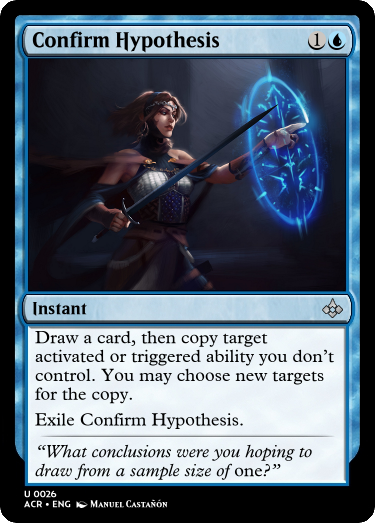 Confirm Hypothesis
1
Instant
Draw a card, then copy target
activated or triggered ability you don't
control. You may choose new targets
for the copy.
Exile Confirm Hypothesis.
“What conclusions were you hoping to
draw from a sample size of one?”
U 0026
ACR • ENG Manuel Castañón